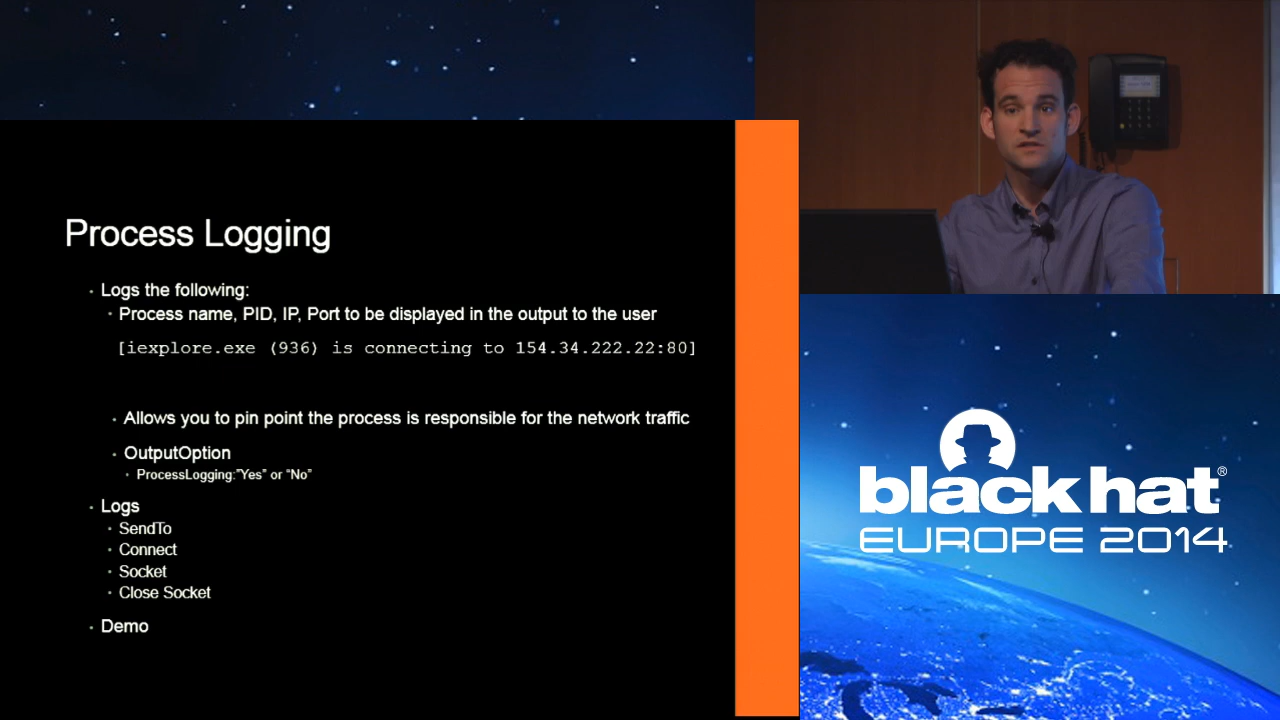 Process Logging
• Logs the following:
• Process name, PID, IP, Port to be displayed in the output to the user
[iexplore.exe (936) is connecting to 154.34.222.22:80]
• Allows you to pin point the process is responsible for the network traffic
• OutputOption
• ProcessLogging:"Yes" or “No”
• Logs
• SendTo
• Connect
• Socket
• Close Socket
• Demo
black hat®
EUROPE 2014